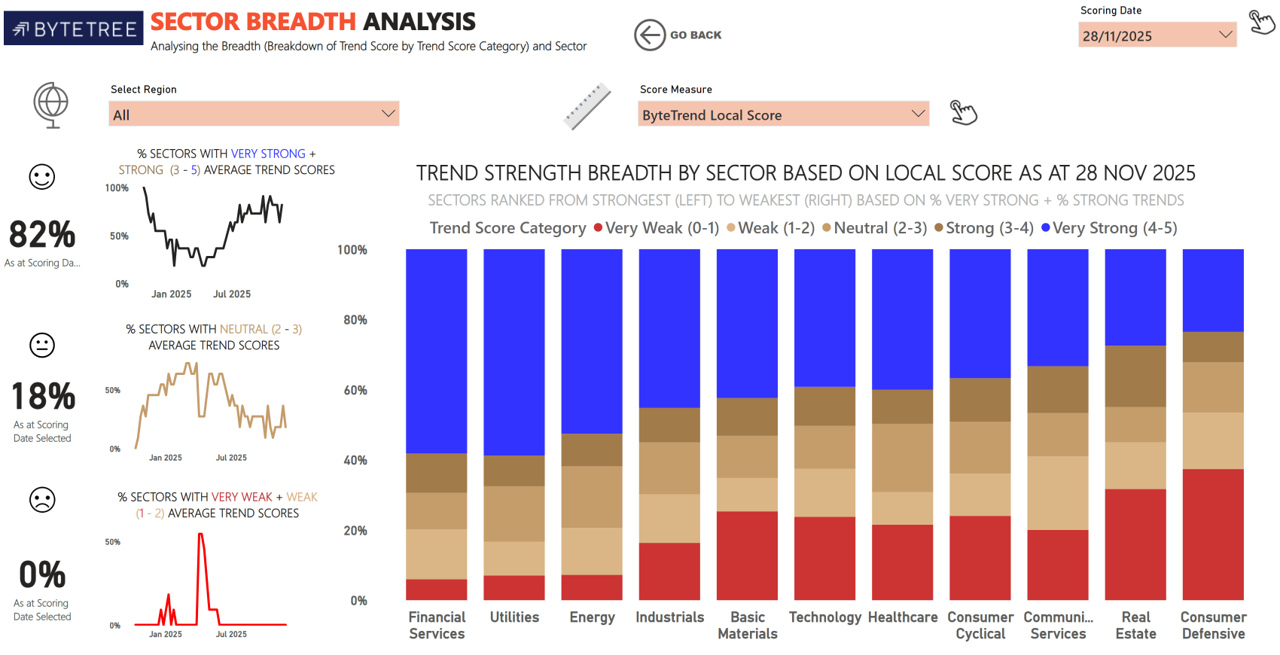 BYTETREE
SECTOR BREADTH ANALYSIS
Analysing the Breadth (Breakdown of Trend Score by Trend Score Category) and Sector
GO BACK
Scoring Date
28/11/2025
Select Region
All
Score Measure
ByteTrend Local Score
% SECTORS WITH VERY STRONG +
STRONG (3 - 5) AVERAGE TREND SCORES
100%
50%
0%
Jan 2025
Jul 2025
82%
As at Scoring Da...
% SECTORS WITH NEUTRAL (2 - 3)
AVERAGE TREND SCORES
50%
0%
Jan 2025
Jul 2025
18%
As at Scoring
Date Selected
% SECTORS WITH VERY WEAK + WEAK
(1 - 2) AVERAGE TREND SCORES
50%
0%
Jan 2025
Jul 2025
0%
As at Scoring
Date Selected
TREND STRENGTH BREADTH BY SECTOR BASED ON LOCAL SCORE AS AT 28 NOV 2025
SECTORS RANKED FROM STRONGEST (LEFT) TO WEAKEST (RIGHT) BASED ON % VERY STRONG + % STRONG TRENDS
Trend Score Category Very Weak (0-1) Weak (1-2) Neutral (2-3) Strong (3-4) Very Strong (4-5)
100%
80%
60%
40%
20%
0%
Financial
Services
Utilities
Energy
Industrials
Basic
Materials
Technology
Healthcare
Consumer
Cyclical
Communi...
Services
Real
Estate
Consumer
Defensive